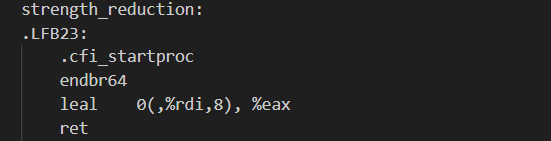 strength_reduction:
.LFB23:
.cfi_startproc
endbr64
leal 0(,%rdi,8), %eax
ret